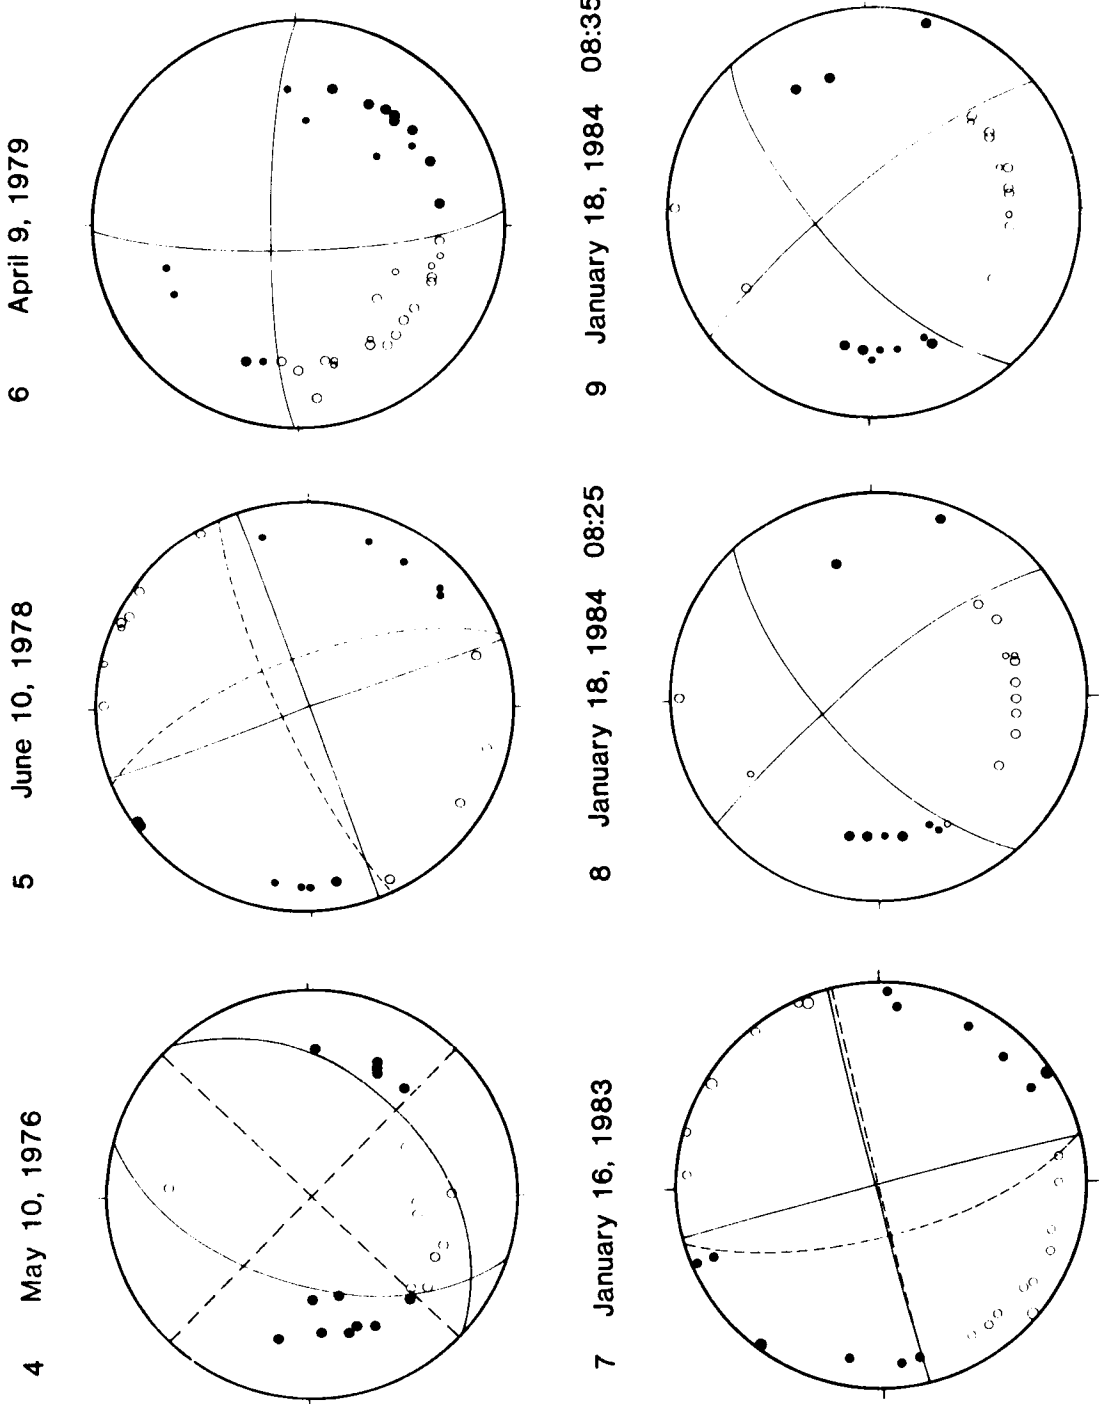 4 May 10, 1976
5 June 10, 1978
6 April 9, 1979
7 January 16, 1983
8 January 18, 1984 08:25
9 January 18, 1984 08:35